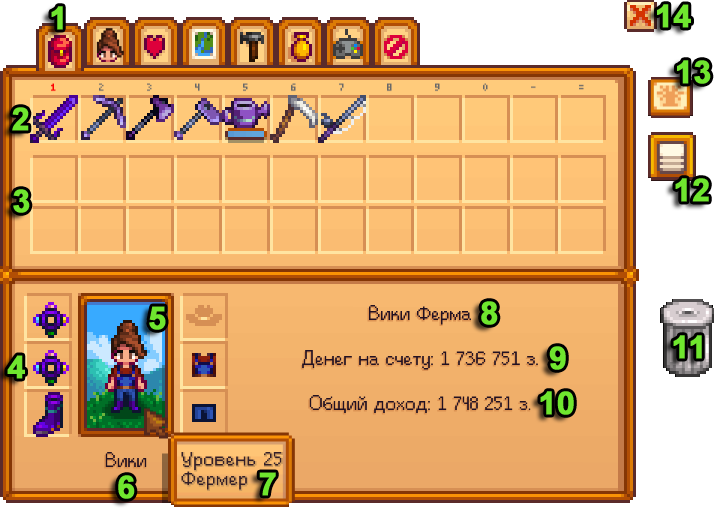 1
14
13
1 2 3 4 5 6 7 8 9 0 - =
2
3
12
4
5
Вики Ферма 8
Денег на счету: 1 736 751 з. 9
Общий доход: 1 748 251 з. 10
11
Вики
6
Уровень 25
Фермер 7